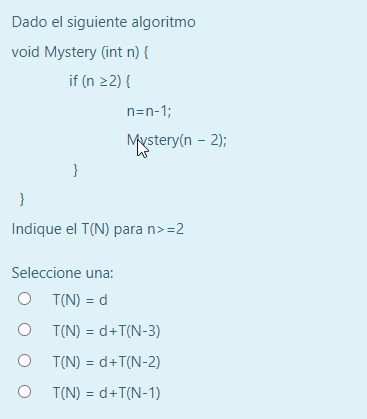 Dado el siguiente algoritmo
void Mystery (int n) {
if (n ≥2) {
n=n-1;
Mystery(n − 2);
}
}
Indique el T(N) para n>=2
Seleccione una:
T(N) = d
T(N) = d+T(N-3)
T(N) = d+T(N-2)
T(N) = d+T(N-1)